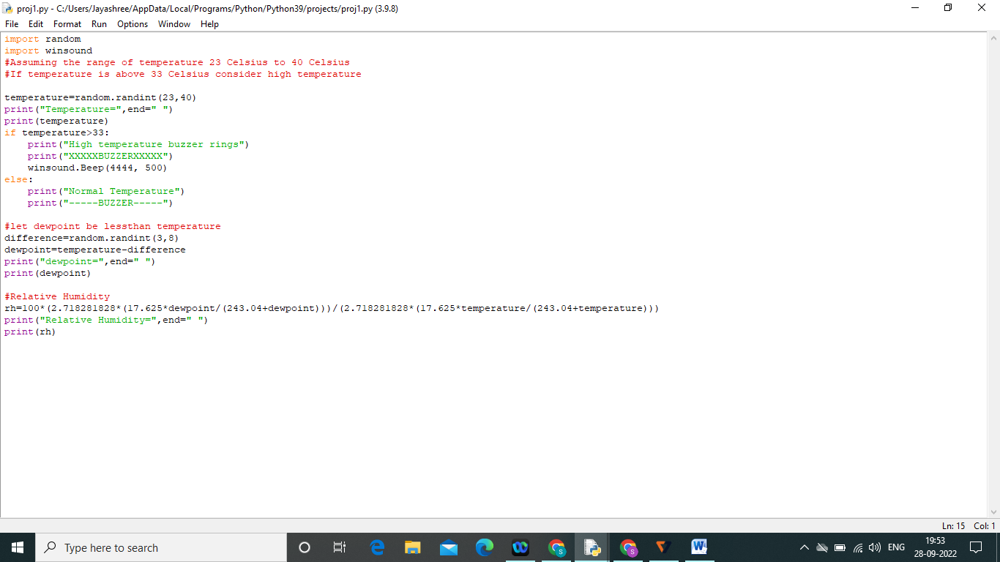 proj1.py - C:/Users/Jayashree/AppData/Local/Programs/Python/Python39/projects/proj1.py (3.9.8)
File Edit Format Run Options Window Help
import random
import winsound
#Assuming the range of temperature 23 Celsius to 40 Celsius
#If temperature is above 33 Celsius consider high temperature
temperature=random.randint(23,40)
print("Temperature=",end=" ")
print(temperature)
if temperature>33:
    print("High temperature buzzer rings")
    print("XXXXXBUZZERXXXXX")
    winsound.Beep(4444, 500)
else:
    print("Normal Temperature")
    print("-----BUZZER-----")
#let dewpoint be lessthan temperature
difference=random.randint(3,8)
dewpoint=temperature-difference
print("dewpoint=",end=" ")
print(dewpoint)
#Relative Humidity
rh=100*(2.718281828*(17.625*dewpoint/(243.04+dewpoint)))/(2.718281828*(17.625*temperature/(243.04+temperature)))
print("Relative Humidity=",end=" ")
print(rh)
Ln: 15 Col: 1
Type here to search
S
S
W
ENG
19:53
28-09-2022